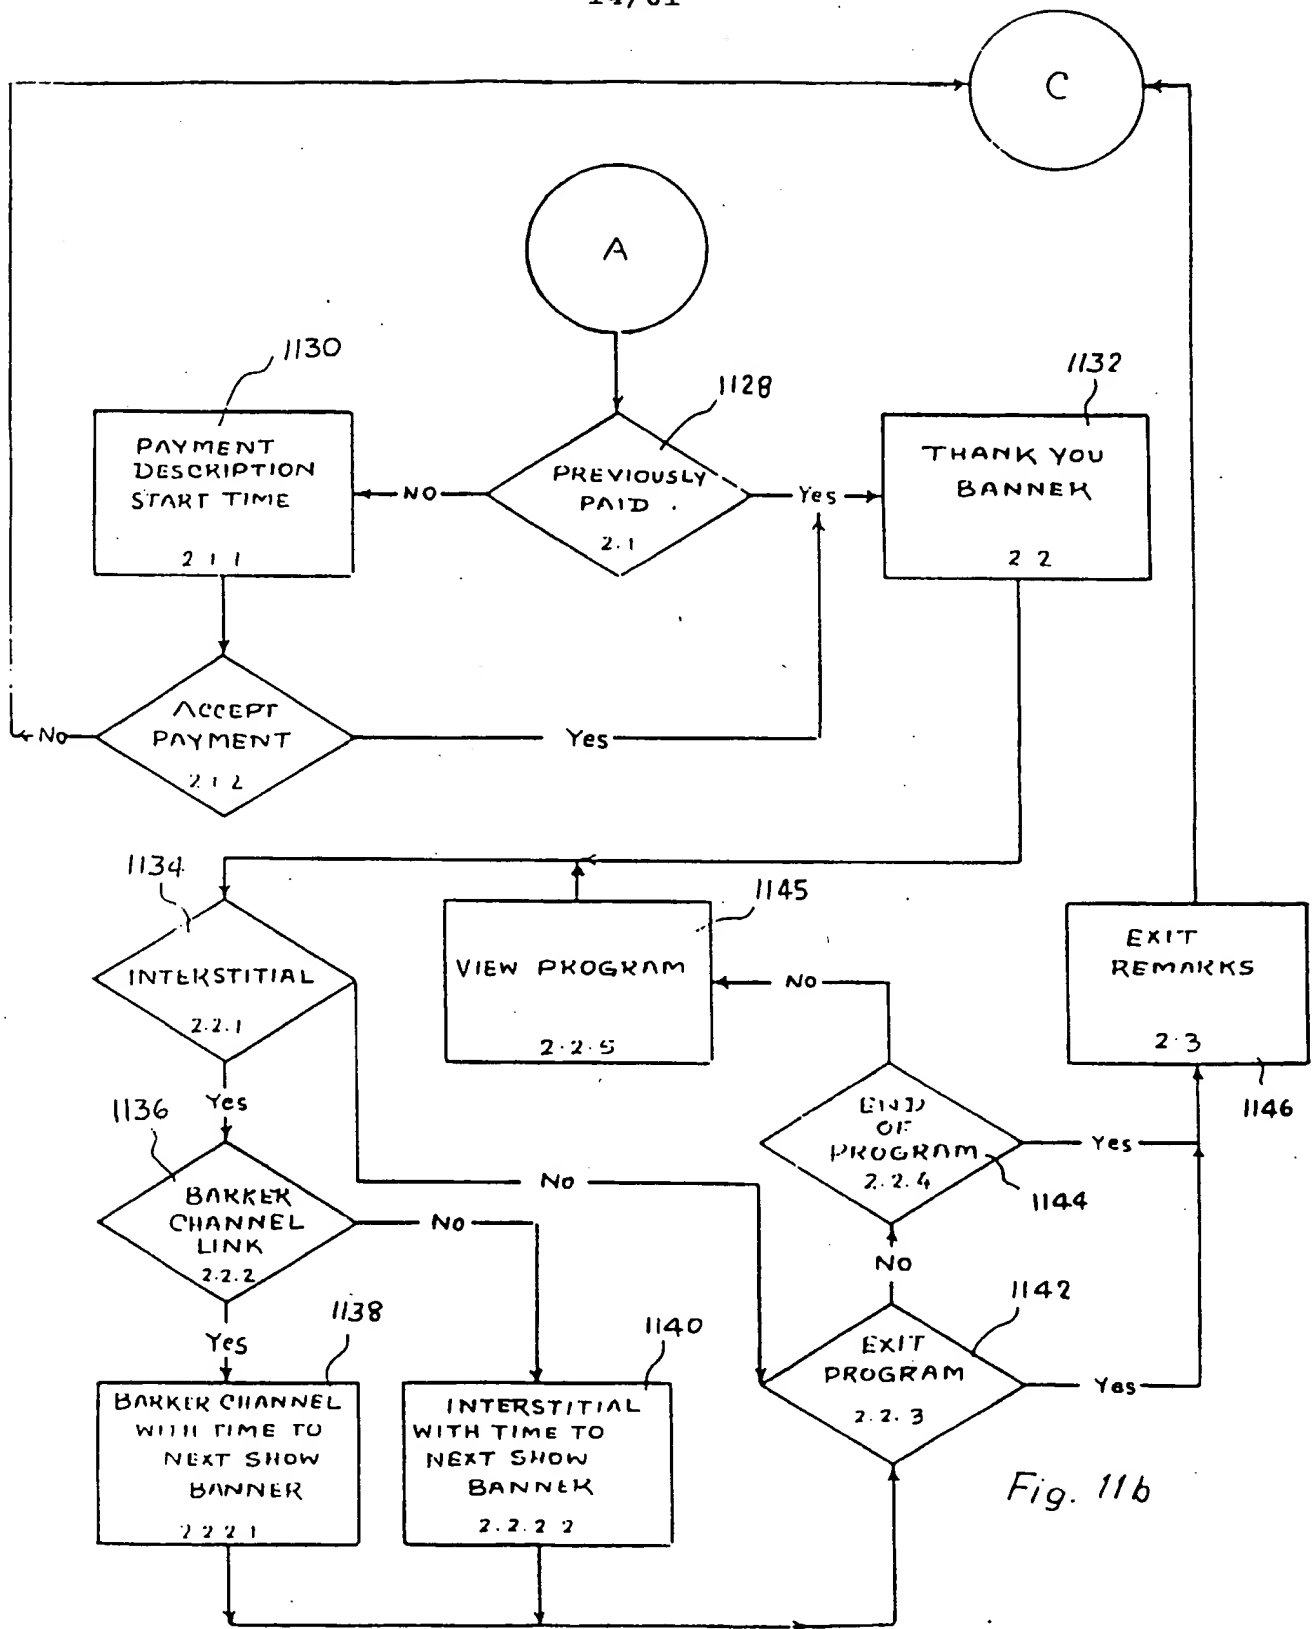 14/61
C
A
1130
1128
1132
PAYMENT
DESCRIPTION
START TIME
2 1 1
NO
PREVIOUSLY
PAID
2.1
Yes
THANK YOU
BANNER
2 2
No
ACCEPT
PAYMENT
2 1 2
Yes
1134
1145
INTERSTITIAL
2.2.1
VIEW PROGRAM
2.2.5
NO
EXIT
REMARKS
2.3
1146
Yes
1136
END
OF
PROGRAM
2.2.4
Yes
1144
No
BARKER
CHANNEL
LINK
2.2.2
No
NO
Yes
1138
1140
1142
EXIT
PROGRAM
2.2.3
Yes
BARKER CHANNEL
WITH TIME TO
NEXT SHOW
BANNER
2 2 2 1
INTERSTITIAL
WITH TIME TO
NEXT SHOW
BANNER
2.2.2 2
Fig. 11b